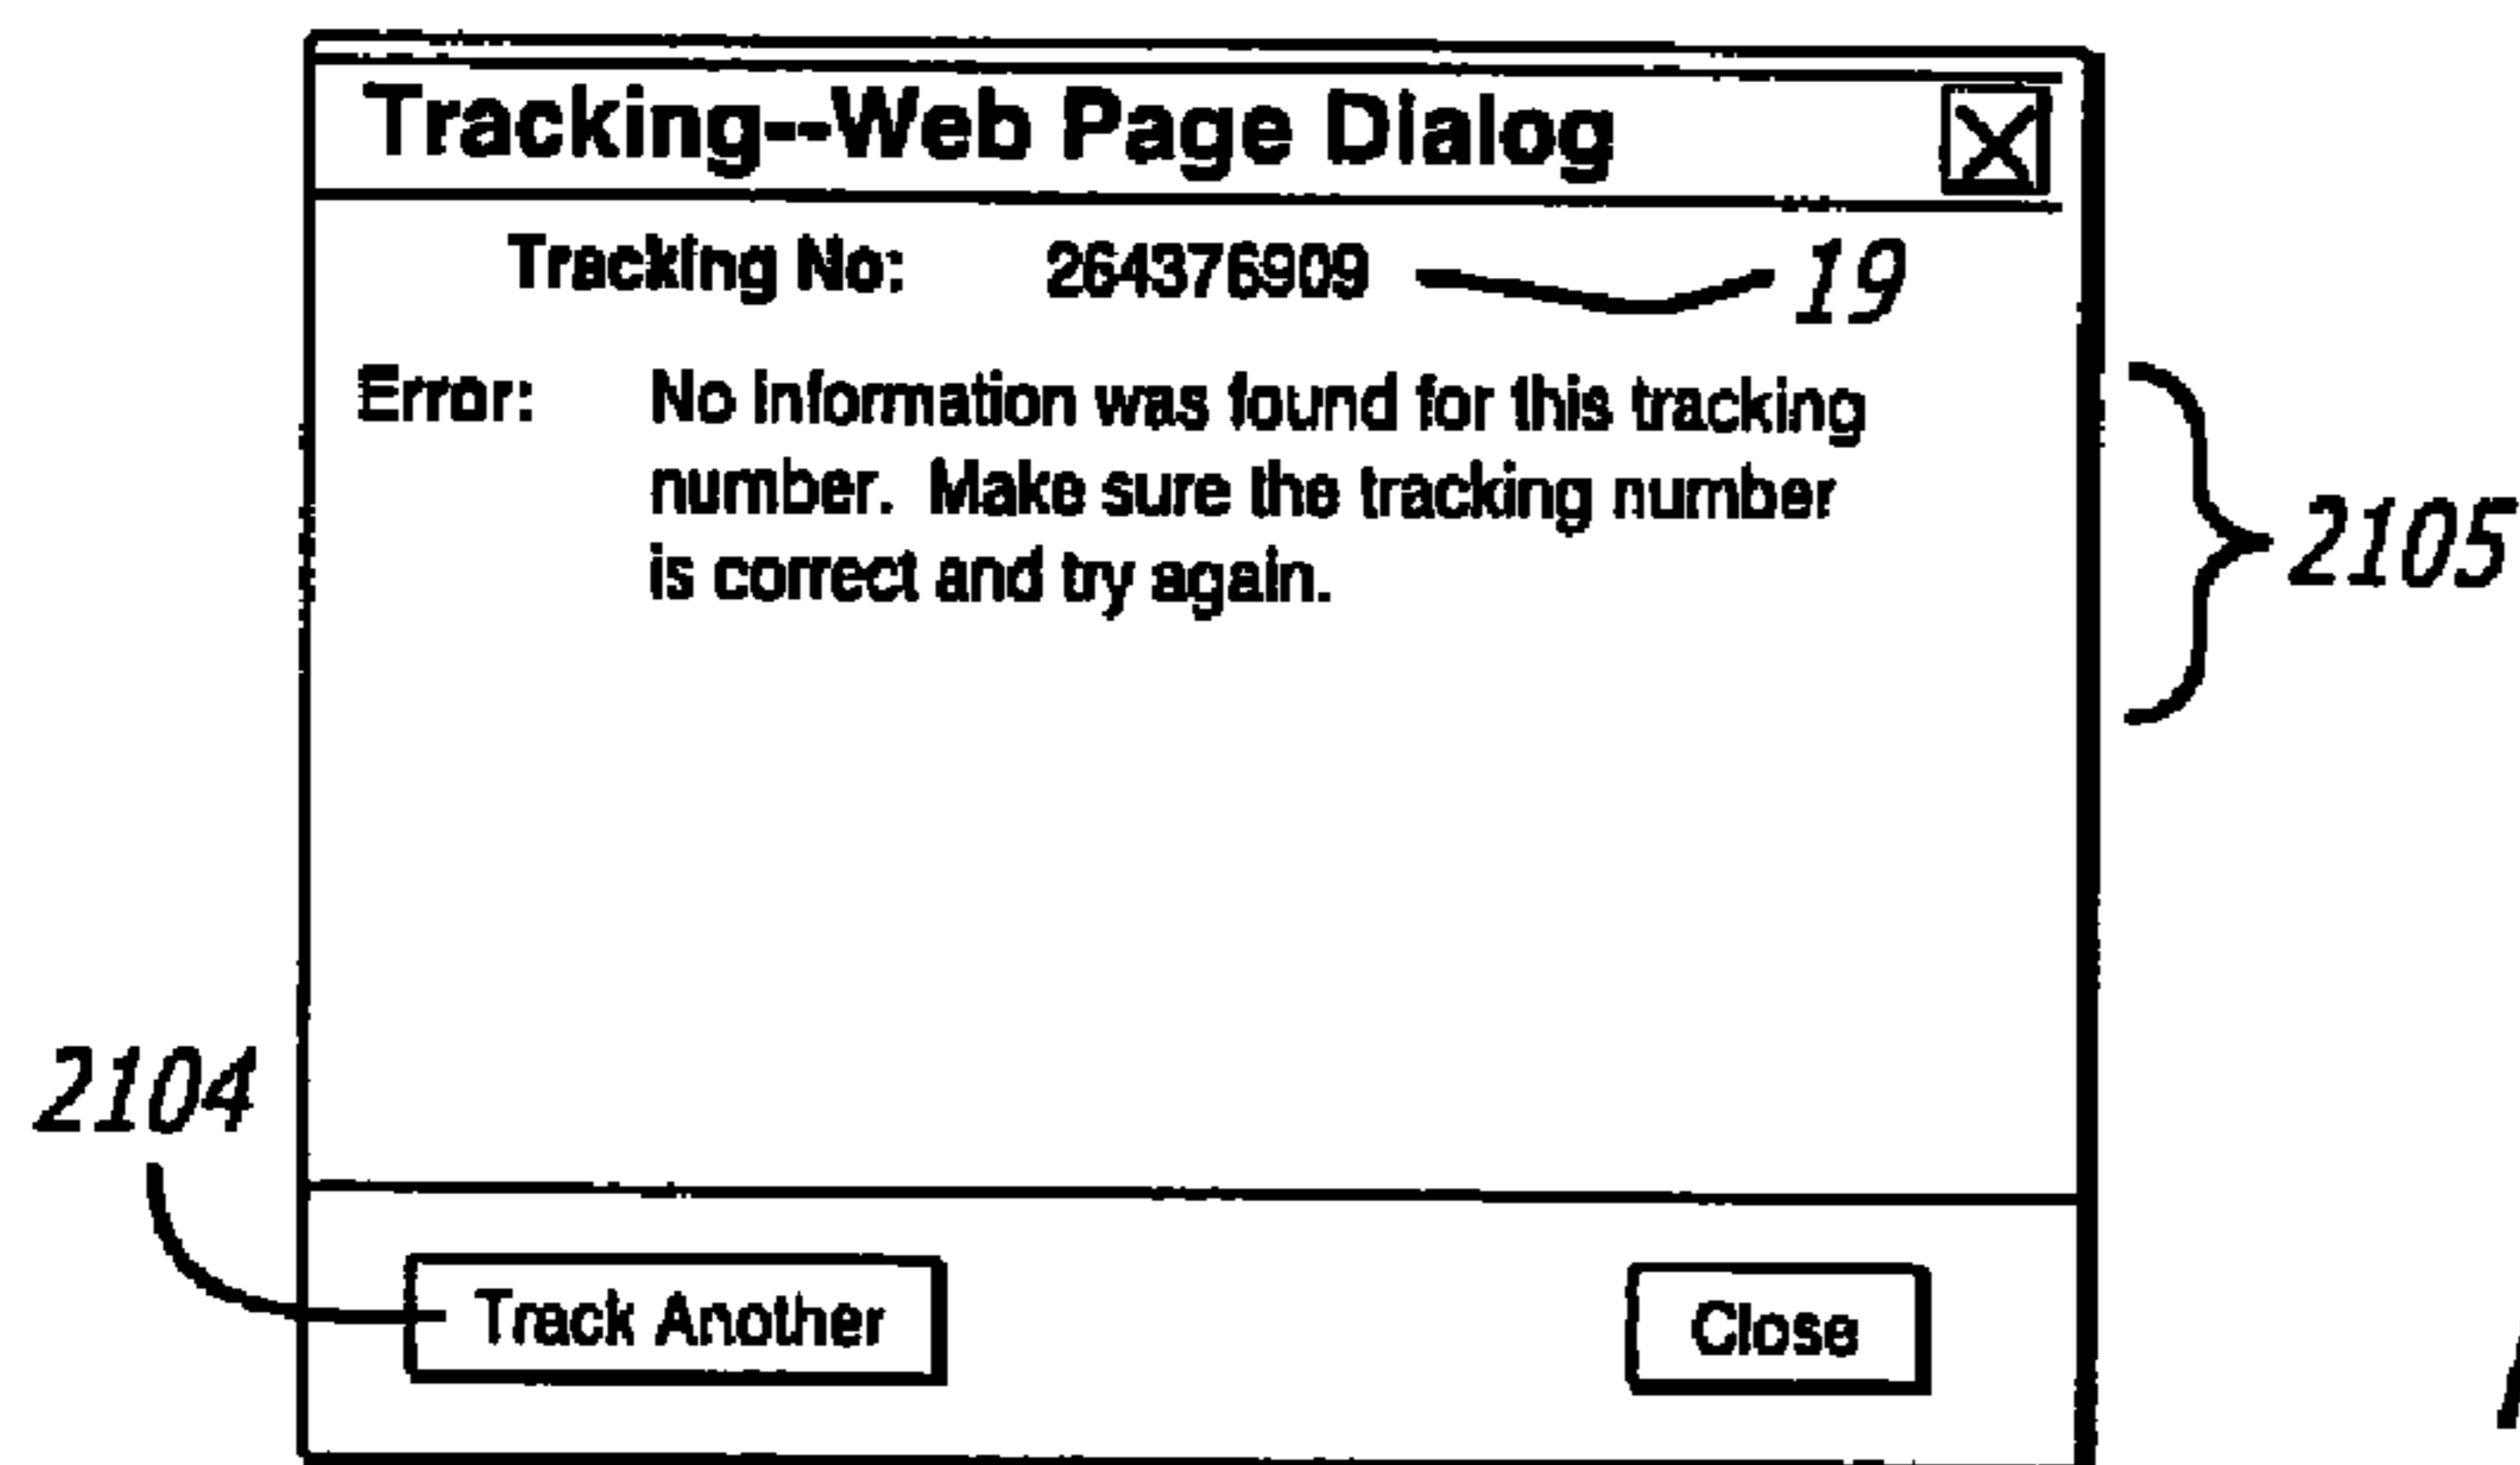 Tracking--Web Page Dialog
Tracking No: 264376909 19
Error: No information was found for this tracking
number. Make sure the tracking number
is correct and try again.
2105
2104
Track Another Close